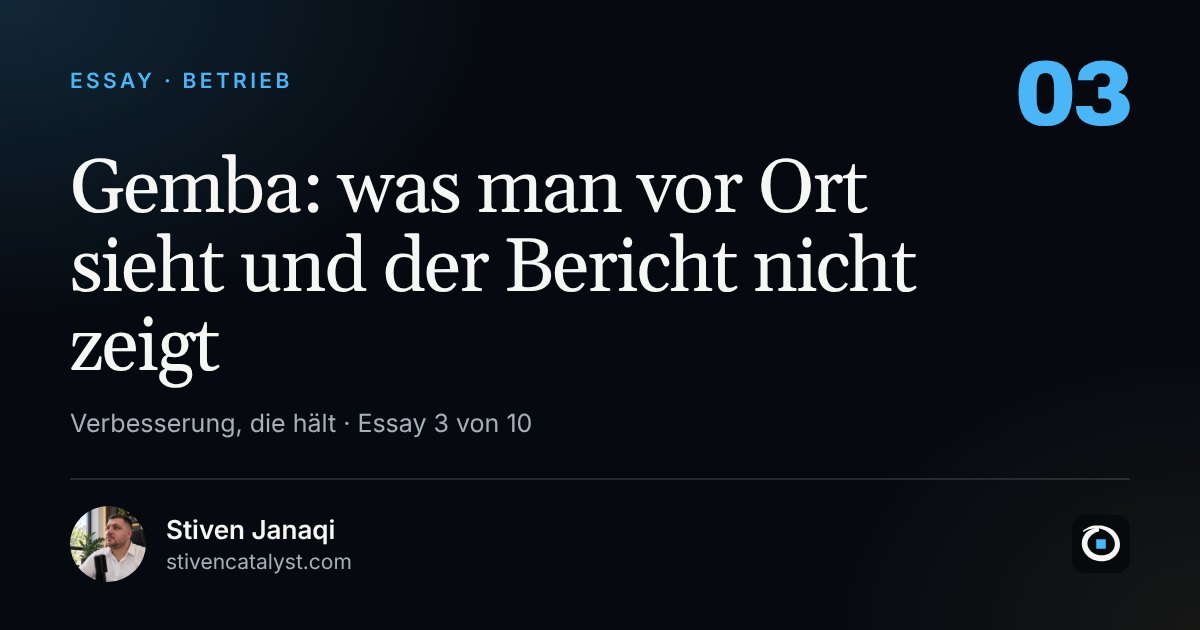 ESSAY · BETRIEB
03
Gemba: was man vor Ort
sieht und der Bericht nicht
zeigt
Verbesserung, die hält · Essay 3 von 10
Stiven Janaqi
stivencatalyst.com